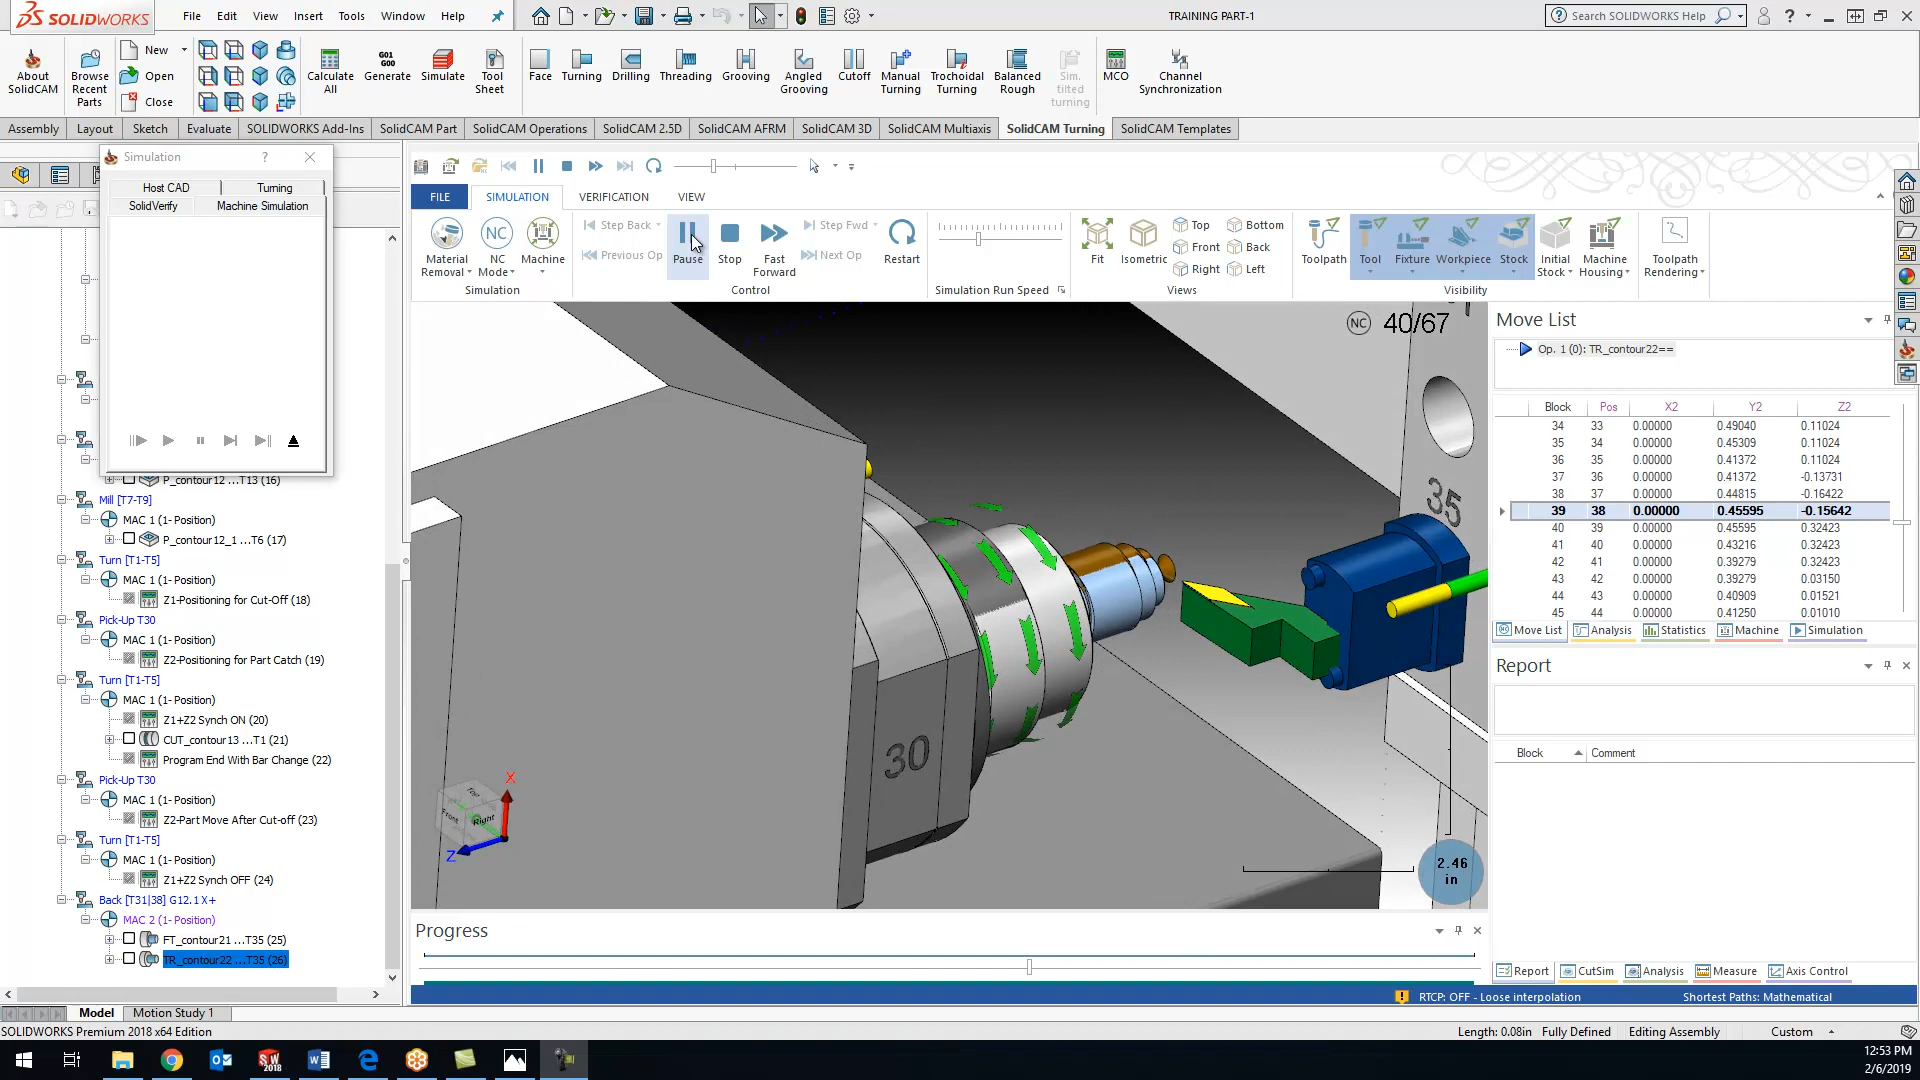 SOLIDWORKS
File Edit View Insert Tools Window Help
TRAINING PART-1
Search SOLIDWORKS Help
About SolidCAM
Browse Recent Parts
New
Open
Close
Calculate All
G01
G00
Generate
Simulate
Tool Sheet
Face
Turning
Drilling
Threading
Grooving
Angled Grooving
Cutoff
Manual Turning
Trochoidal Turning
Balanced Rough
Sim. tilted turning
MCO
Channel Synchronization
Assembly Layout Sketch Evaluate SOLIDWORKS Add-Ins SolidCAM Part SolidCAM Operations SolidCAM 2.5D SolidCAM AFRM SolidCAM 3D SolidCAM Multiaxis SolidCAM Turning SolidCAM Templates
Simulation ?
Host CAD Turning
SolidVerify Machine Simulation
P_contour12 ...T13 (16)
Mill [T7-T9]
MAC 1 (1- Position)
P_contour12_1 ...T6 (17)
Turn [T1-T5]
MAC 1 (1- Position)
Z1-Positioning for Cut-Off (18)
Pick-Up T30
MAC 1 (1- Position)
Z2-Positioning for Part Catch (19)
Turn [T1-T5]
MAC 1 (1- Position)
Z1+Z2 Synch ON (20)
CUT_contour13 ...T1 (21)
Program End With Bar Change (22)
Pick-Up T30
MAC 1 (1- Position)
Z2-Part Move After Cut-off (23)
Turn [T1-T5]
MAC 1 (1- Position)
Z1+Z2 Synch OFF (24)
Back [T31|38] G12.1 X+
MAC 2 (1- Position)
FT_contour21 ...T35 (25)
TR_contour22 ...T35 (26)
FILE SIMULATION VERIFICATION VIEW
Material Removal
NC
NC Mode
Machine
Simulation
Step Back
Previous Op
Pause
Stop
Fast Forward
Step Fwd
Next Op
Restart
Control
Simulation Run Speed
Fit
Isometric
Top Bottom
Front Back
Right Left
Views
Toolpath
Tool
Fixture
Workpiece
Stock
Initial Stock
Machine Housing
Visibility
Toolpath Rendering
NC 40/67
35
30
X
Z
Top
Front
Right
2.46 in
Move List
Op. 1 (0): TR_contour22==
Block Pos X2 Y2 Z2
34 33 0.00000 0.49040 0.11024
35 34 0.00000 0.45309 0.11024
36 35 0.00000 0.41372 0.11024
37 36 0.00000 0.41372 -0.13731
38 37 0.00000 0.44815 -0.16422
39 38 0.00000 0.45595 -0.15642
40 39 0.00000 0.45595 0.32423
41 40 0.00000 0.43216 0.32423
42 41 0.00000 0.39279 0.32423
43 42 0.00000 0.39279 0.03150
44 43 0.00000 0.40909 0.01521
45 44 0.00000 0.41250 0.01010
Move List Analysis Statistics Machine Simulation
Report
Block Comment
Report CutSim Analysis Measure Axis Control
Progress
RTCP: OFF - Loose interpolation Shortest Paths: Mathematical
Model Motion Study 1
SOLIDWORKS Premium 2018 x64 Edition
Length: 0.08in Fully Defined Editing Assembly Custom
12:53 PM
2/6/2019